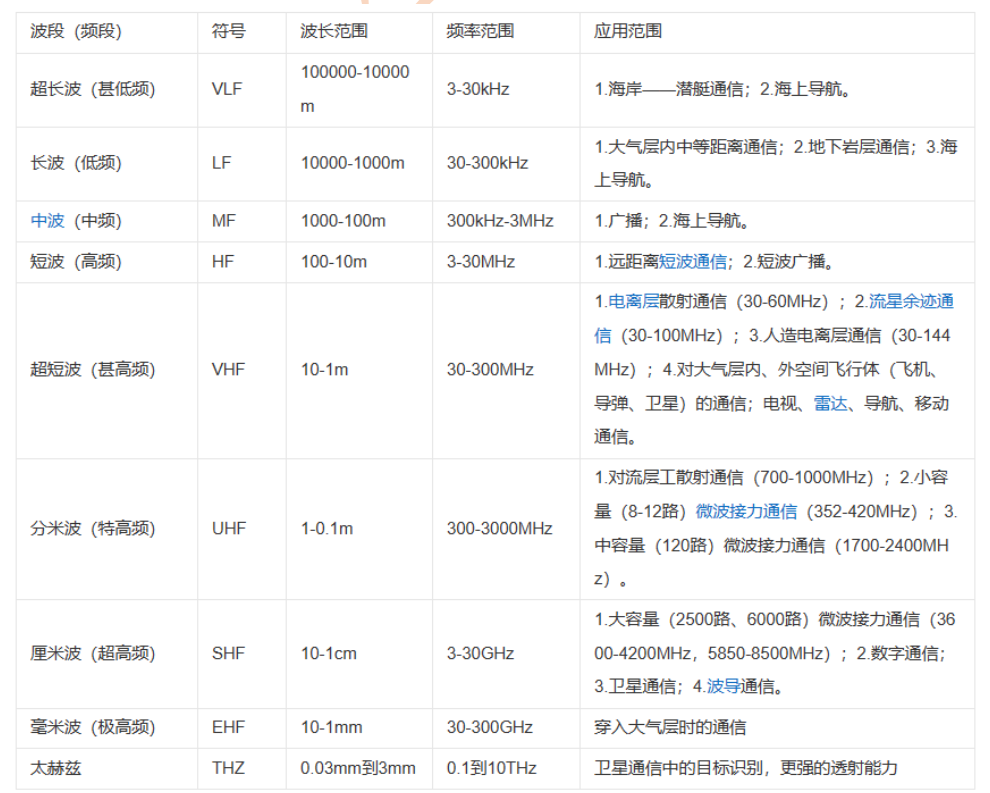 波段（频段)
符号
波长范围
频率范围
应用范围
超长波（甚低频)
VLF
100000-10000
m
3-30kHz
1.海岸——潜艇通信；2.海上导航。
长波（低频)
LF
10000-1000m
30-300kHz
1.大气层内中等距离通信；2.地下岩层通信；3.海
上导航。
中波（中频)
MF
1000-100m
300kHz-3MHz
1.广播；2.海上导航。
短波（高频)
HF
100-10m
3-30MHz
1.远距离短波通信；2.短波广播。
超短波（甚高频)
VHF
10-1m
30-300MHz
1.电离层散射通信（30-60MHz）；2.流星余迹通
信（30-100MHz）；3.人造电离层通信（30-144
MHz）；4.对大气层内、外空间飞行体（飞机、
导弹、卫星）的通信；电视、雷达、导航、移动
通信。
分米波（特高频)
UHF
1-0.1m
300-3000MHz
1.对流层工散射通信（700-1000MHz）；2.小容
量（8-12路）微波接力通信（352-420MHz）；3.
中容量（120路）微波接力通信（1700-2400MH
z）。
厘米波（超高频)
SHF
10-1cm
3-30GHz
1.大容量（2500路、6000路）微波接力通信（36
00-4200MHz，5850-8500MHz）；2.数字通信；
3.卫星通信；4.波导通信。
毫米波（极高频)
EHF
10-1mm
30-300GHz
穿入大气层时的通信
太赫兹
THZ
0.03mm到3mm
0.1到10THz
卫星通信中的目标识别，更强的透射能力